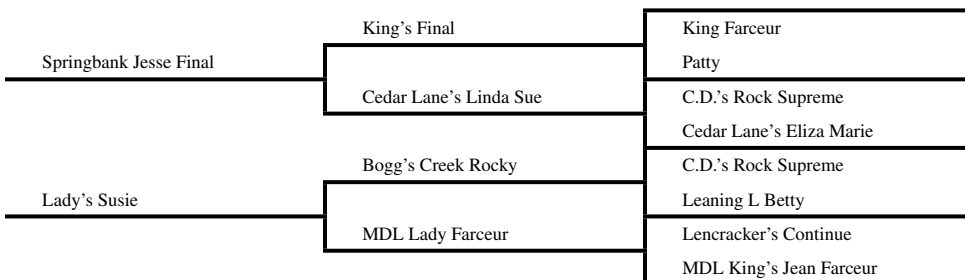 King's Final
King Farceur
Springbank Jesse Final
Patty
Cedar Lane's Linda Sue
C.D.'s Rock Supreme
Cedar Lane's Eliza Marie
Bogg's Creek Rocky
C.D.'s Rock Supreme
Lady's Susie
Leaning L Betty
MDL Lady Farceur
Lencracker's Continue
MDL King's Jean Farceur